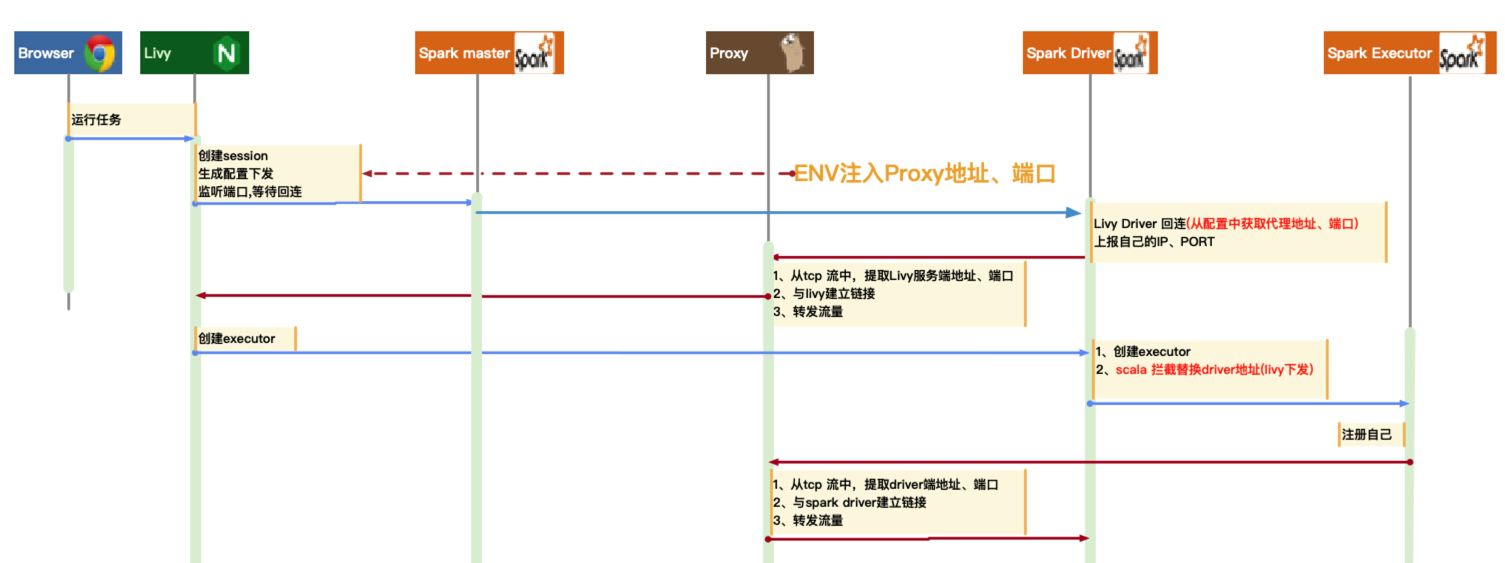 Browser
Livy
N
Spark master
Spark
Proxy
Spark Driver
Spark
Spark Executor
Spark
运行任务
创建session
生成配置下发
监听端口,等待回连
ENV注入Proxy地址、端口
Livy Driver 回连(从配置中获取代理地址、端口)
上报自己的IP、PORT
1、从tcp 流中，提取Livy服务端地址、端口
2、与livy建立链接
3、转发流量
创建executor
1、创建executor
2、scala 拦截替换driver地址(livy下发)
注册自己
1、从tcp 流中，提取driver端地址、端口
2、与spark driver建立链接
3、转发流量